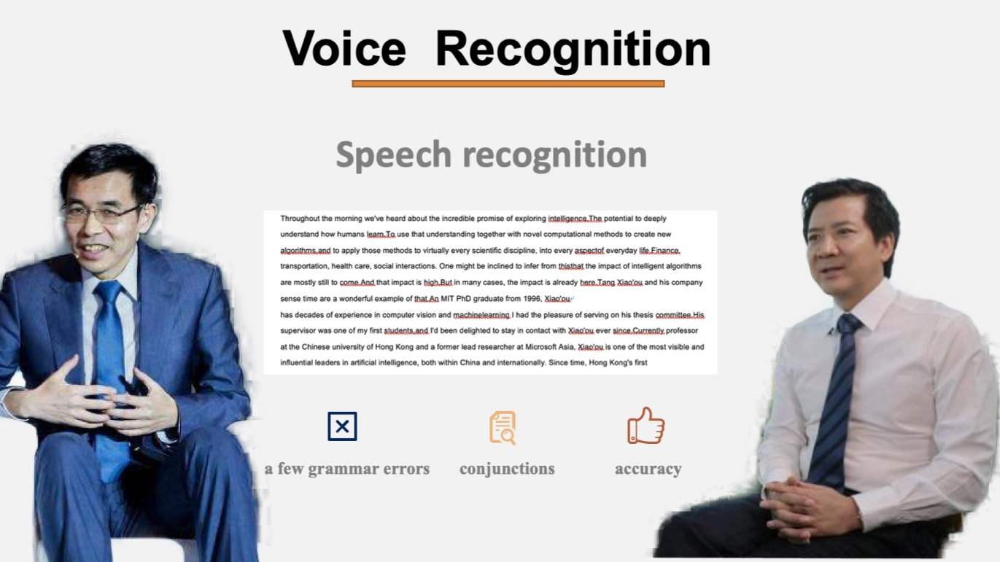 Voice Recognition
Speech recognition
Throughout the morning we've heard about the incredible promise of exploring intelligence.The potential to deeply
understand how humans learn.To use that understanding together with novel computational methods to create new
algorithms,and to apply those methods to virtually every scientific discipline, into every aspectof everyday life.Finance,
transportation, health care, social interactions. One might be inclined to infer from thisthat the impact of intelligent algorithms
are mostly still to come.And that impact is high.But in many cases, the impact is already here.Tang Xiao'ou and his company
sense time are a wonderful example of that.An MIT PhD graduate from 1996, Xiao'ou
has decades of experience in computer vision and machinelearning,I had the pleasure of serving on his thesis committee.His
supervisor was one of my first students,and I'd been delighted to stay in contact with Xiao'ou ever since.Currently professor
at the Chinese university of Hong Kong and a former lead researcher at Microsoft Asia, Xiao'ou is one of the most visible and
influential leaders in artificial intelligence, both within China and internationally. Since time, Hong Kong's first
a few grammar errors
conjunctions
accuracy